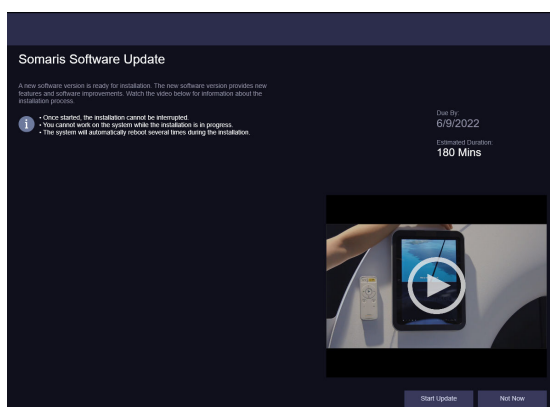 Somaris Software Update
A new software version is ready for installation. The new software version provides new
features and software improvements. Watch the video below for information about the
installation process.
i
• Once started, the installation cannot be interrupted.
• You cannot work on the system while the installation is in progress.
• The system will automatically reboot several times during the installation.
Due By:
6/9/2022
Estimated Duration:
180 Mins
Start Update
Not Now